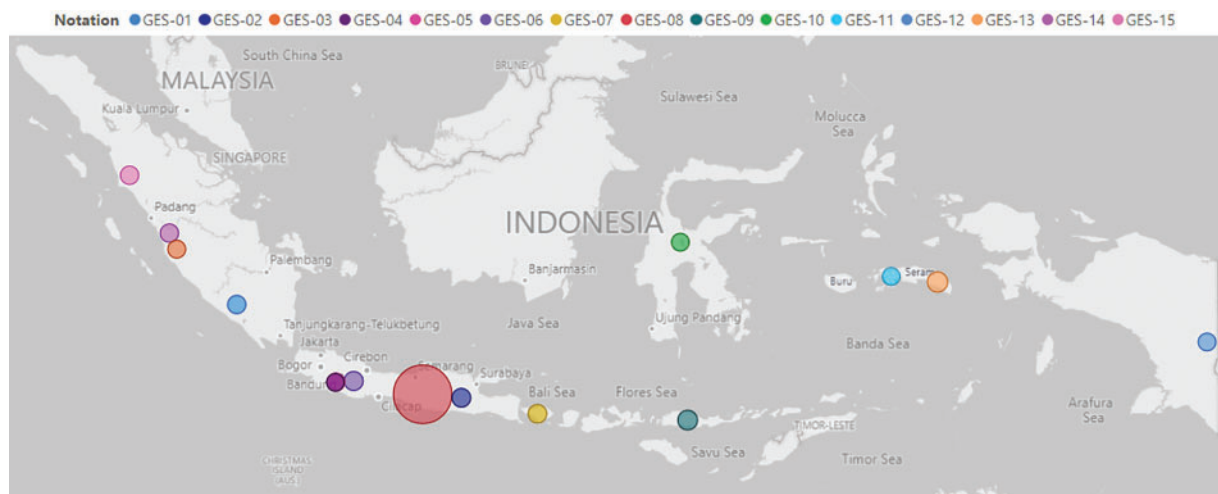 Notation GES-01 GES-02 GES-03 GES-04 GES-05 GES-06 GES-07 GES-08 GES-09 GES-10 GES-11 GES-12 GES-13 GES-14 GES-15
South China Sea
BRUNEI
MALAYSIA
Sulawesi Sea
Kuala Lumpur
Molucca
Sea
SINGAPORE
Padang
INDONESIA
Palembang
Banjarmasin
Buru
Seram
Tanjungkarang-Telukbetung
Java Sea
Ujung Pandang
Jakarta
Banda Sea
Bogor
Cirebon
Semarang
Surabaya
Bandung
Bali Sea
Flores Sea
Cilacap
Arafura
Sea
TIMOR-LESTE
Savu Sea
Timor Sea
CHRISTMAS
ISLAND
(AUS.)